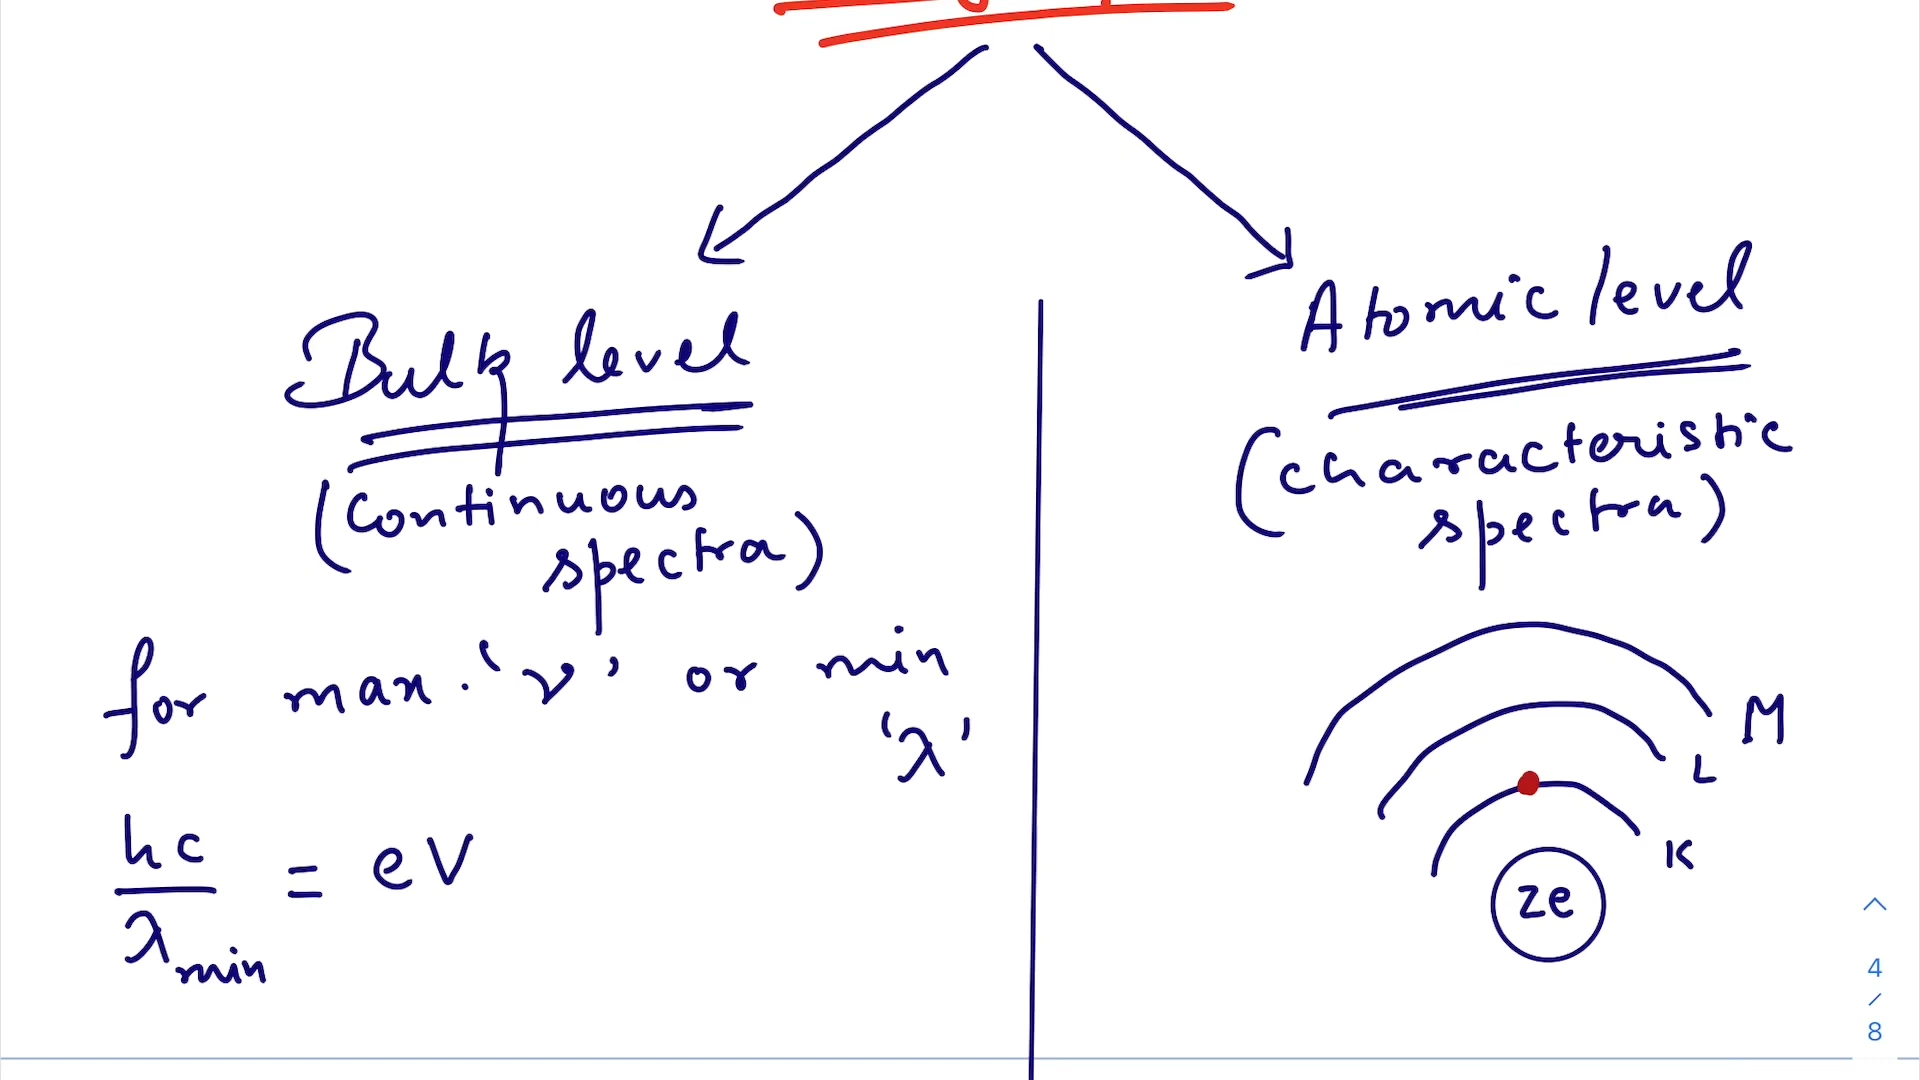 Bulk level
(continuous
spectra)
for max. 'ν' or min
'λ'
hc
= eV
λmin
Atomic level
(characteristic
spectra)
M
L
K
ze
4
/
8